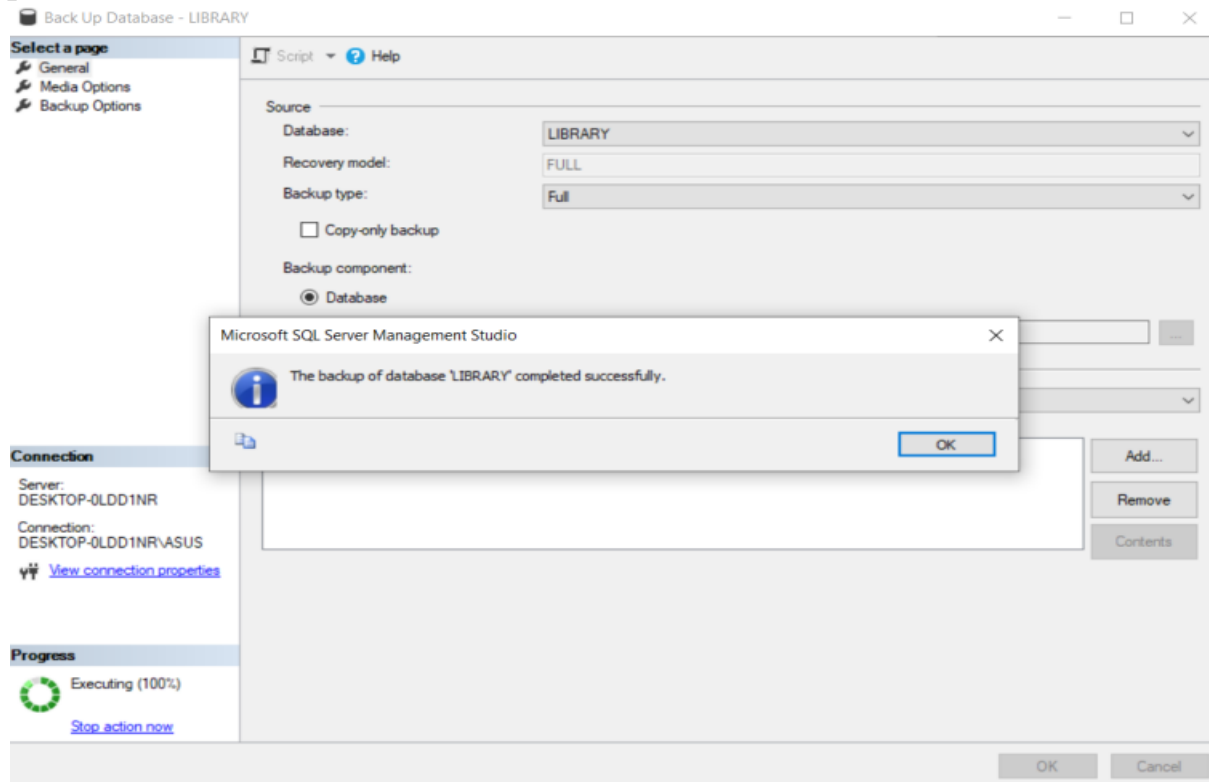 Back Up Database - LIBRARY
Select a page
General
Media Options
Backup Options
Script
Help
Source
Database:
LIBRARY
Recovery model:
FULL
Backup type:
Full
Copy-only backup
Backup component:
Database
Microsoft SQL Server Management Studio
The backup of database 'LIBRARY' completed successfully.
OK
...
Add...
Remove
Contents
Connection
Server:
DESKTOP-0LDD1NR
Connection:
DESKTOP-0LDD1NR\ASUS
View connection properties
Progress
Executing (100%)
Stop action now
OK
Cancel